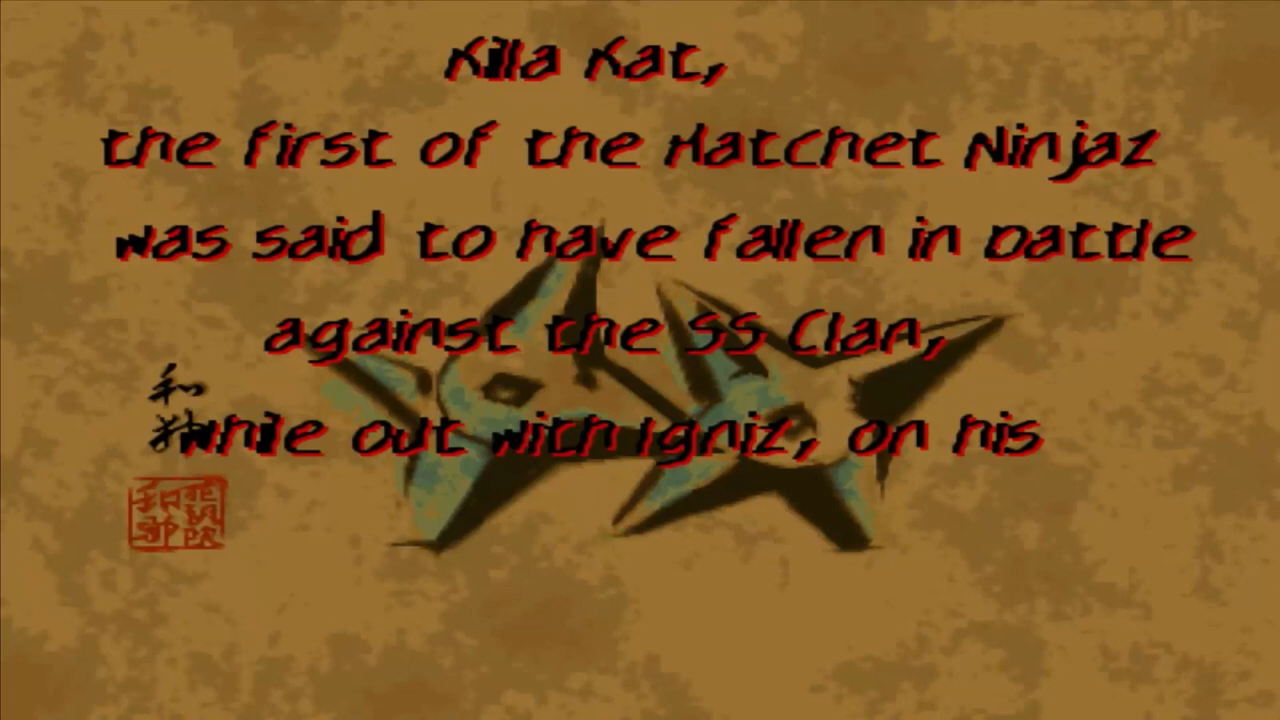 Killa Kat,
the first of the Hatchet Ninjaz
was said to have fallen in battle
against the SS Clan,
while out with Igniz, on his